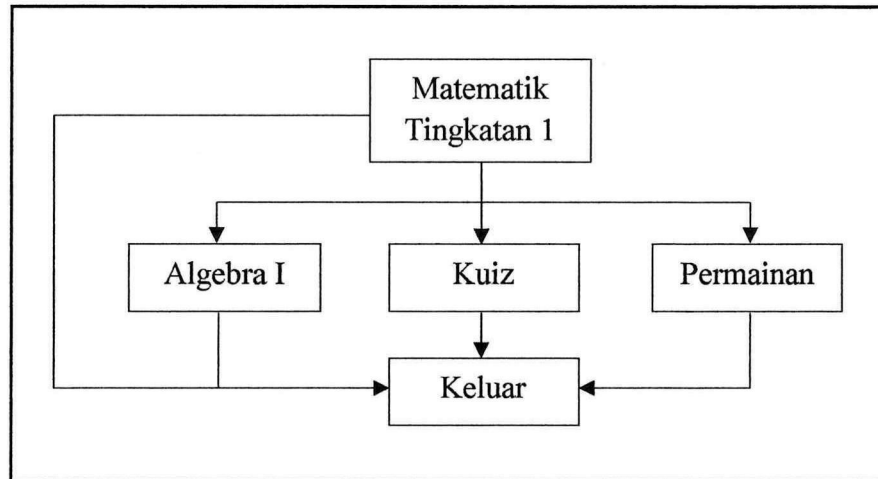 Matematik
Tingkatan 1
Algebra I
Kuiz
Permainan
Keluar